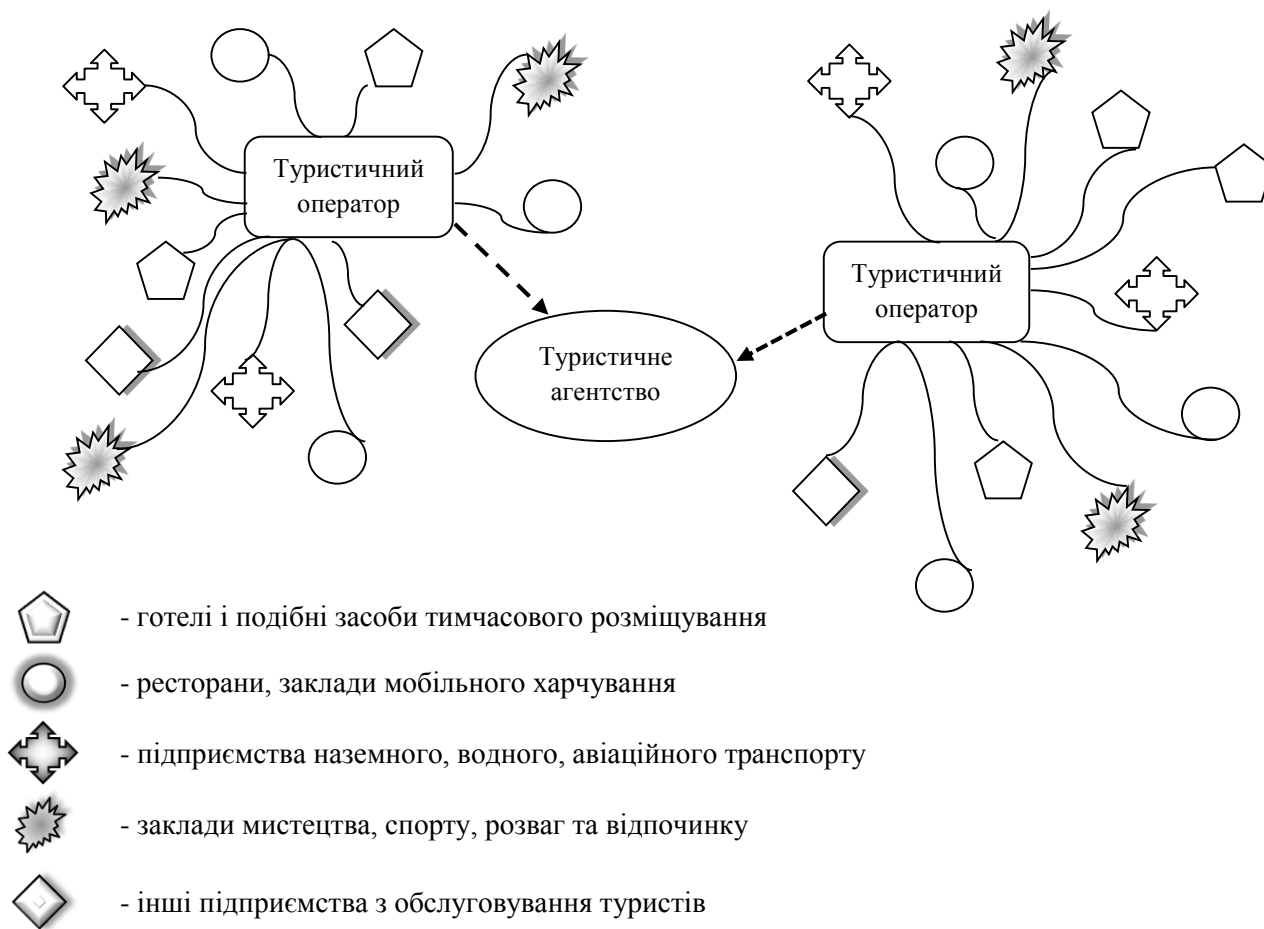 Туристичний
оператор
Туристичний
оператор
Туристичне
агентство
- готелі і подібні засоби тимчасового розміщування
- ресторани, заклади мобільного харчування
- підприємства наземного, водного, авіаційного транспорту
- заклади мистецтва, спорту, розваг та відпочинку
- інші підприємства з обслуговування туристів